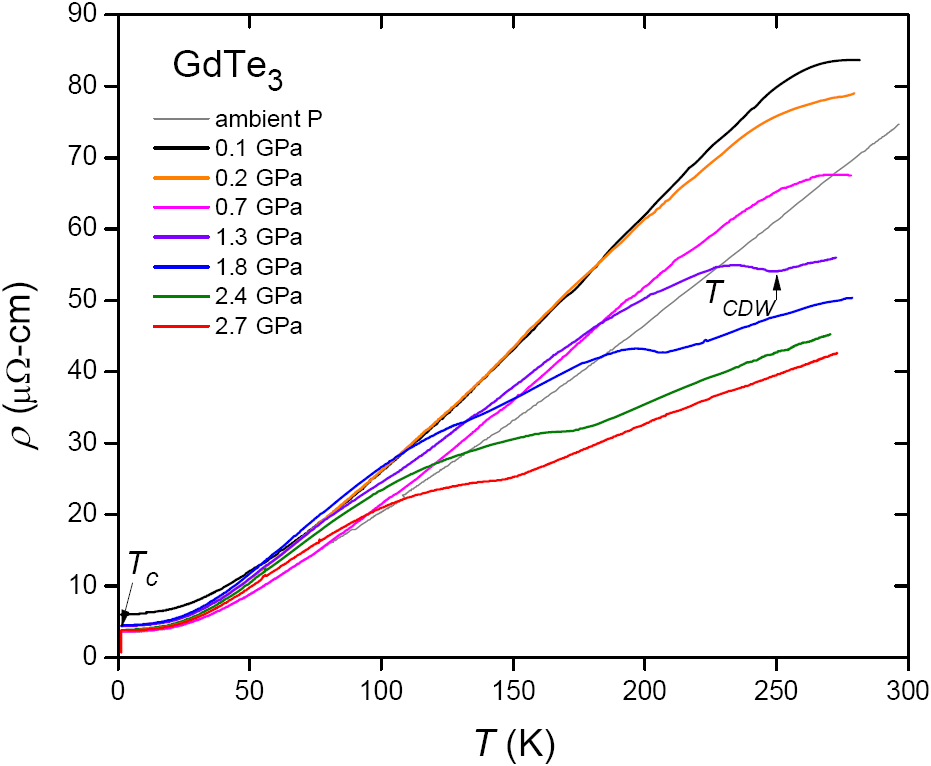 90
80
70
60
50
40
30
20
10
0
ρ (μΩ-cm)
GdTe3
ambient P
0.1 GPa
0.2 GPa
0.7 GPa
1.3 GPa
1.8 GPa
2.4 GPa
2.7 GPa
TCDW
Tc
0 50 100 150 200 250 300
T (K)